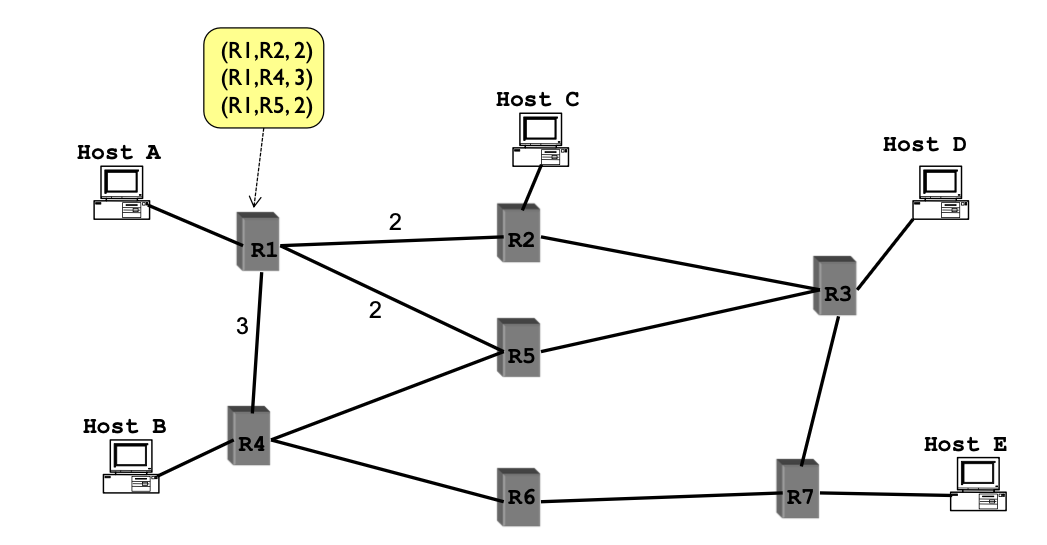 (R1,R2, 2)
(R1,R4, 3)
(R1,R5, 2)
Host C
Host A
Host D
2
R1
R2
R3
2
3
R5
Host B
R4
Host E
R6
R7